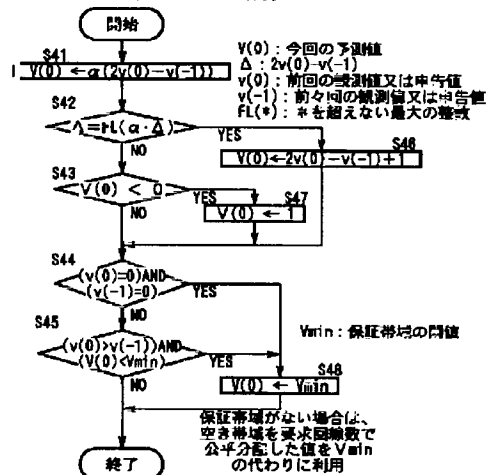 開始
S41
V(0) ←α(2v(0)-v(-1))
V(0) : 今回の予測値
Δ : 2v(0)-v(-1)
v(0) : 前回の観測値又は申告値
v(-1) : 前々回の観測値又は申告値
FL(*) : *を超えない最大の整数
S42
Δ=FL(α・Δ)
YES
NO
S46
V(0)←2v(0)-v(-1)+1
S43
V(0) < 0
YES
NO
S47
V(0) ← 1
S44
(v(0)=0)AND
(v(-1)=0)
YES
NO
Vmin : 保証帯域の閾値
S45
(v(0)>v(-1))AND
(V(0)<Vmin)
YES
NO
S48
V(0) ← Vmin
保証帯域がない場合は、
空き帯域を要求回線数で
公平分配した値をVmin
の代わりに利用
終了